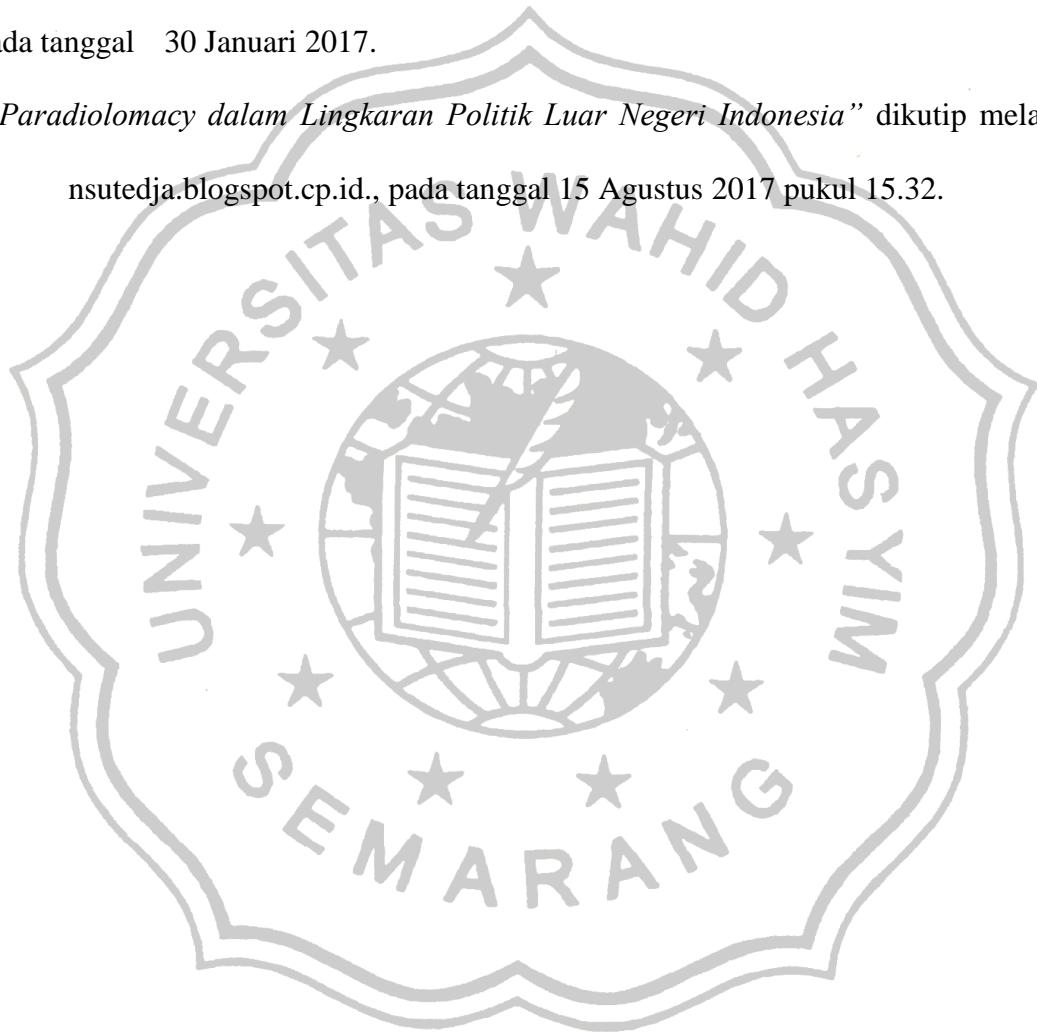 ada tanggal 30 Januari 2017.
Paradiolomacy dalam Lingkaran Politik Luar Negeri Indonesia” dikutip mela
nsutedja.blogspot.cp.id., pada tanggal 15 Agustus 2017 pukul 15.32.
UNIVERSITAS WAHID HASYIM
SEMARANG